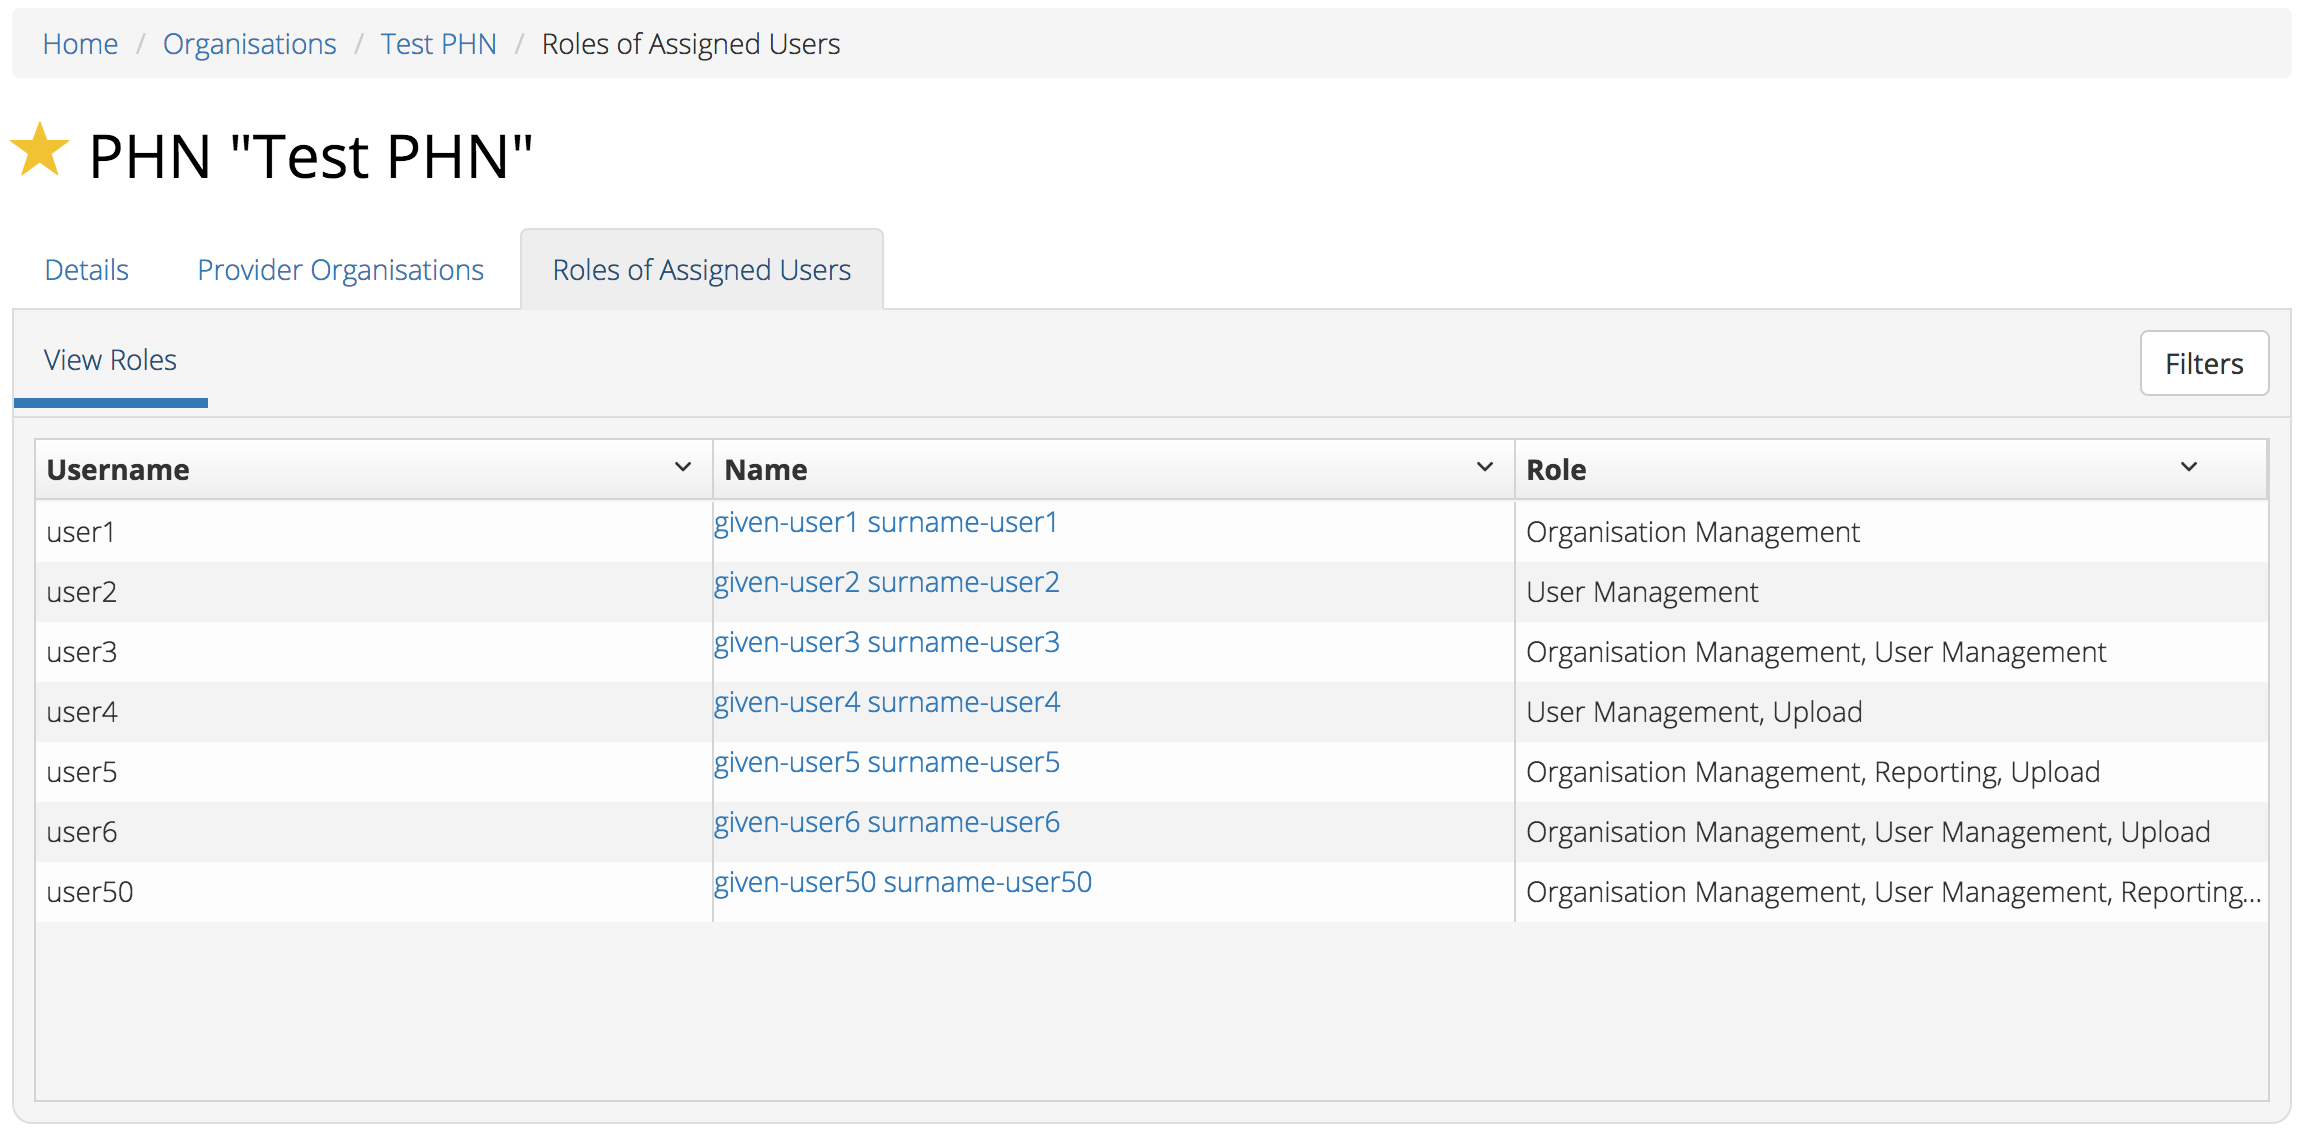 Home / Organisations / Test PHN / Roles of Assigned Users
PHN "Test PHN"
Details Provider Organisations Roles of Assigned Users
View Roles Filters
Username Name Role
user1 given-user1 surname-user1 Organisation Management
user2 given-user2 surname-user2 User Management
user3 given-user3 surname-user3 Organisation Management, User Management
user4 given-user4 surname-user4 User Management, Upload
user5 given-user5 surname-user5 Organisation Management, Reporting, Upload
user6 given-user6 surname-user6 Organisation Management, User Management, Upload
user50 given-user50 surname-user50 Organisation Management, User Management, Reporting...